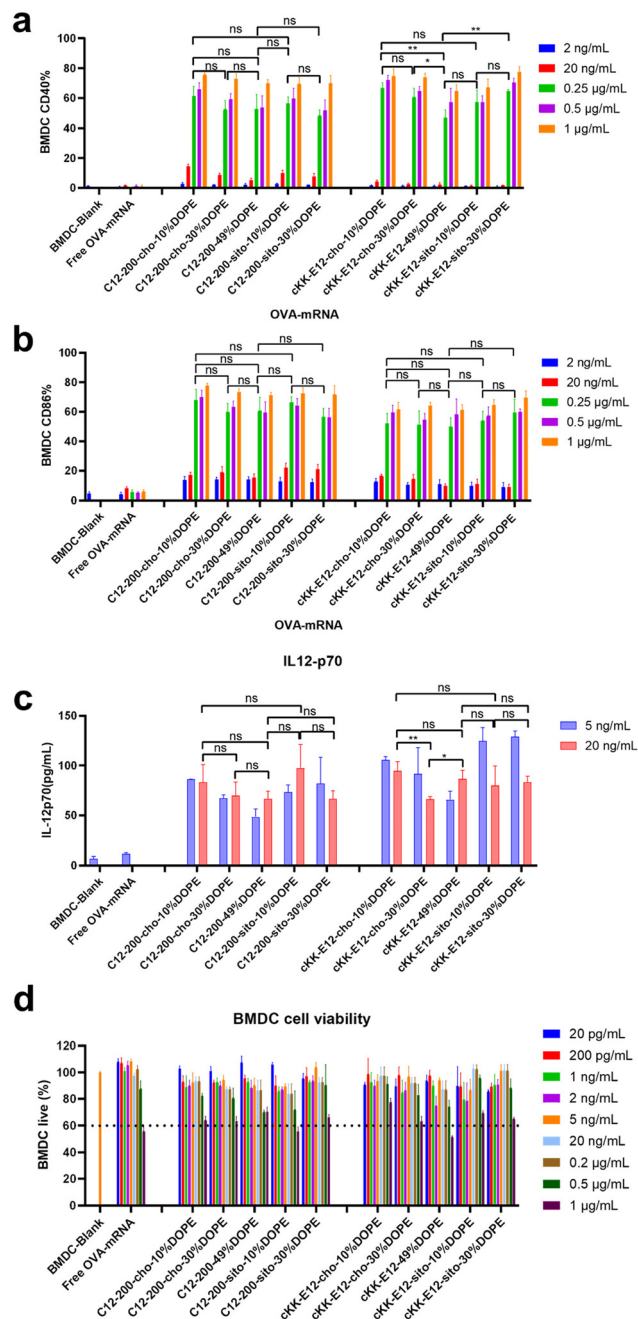 a
BMDC CD40%
100
80
60
40
20
0
ns
ns
ns
ns
ns
ns
ns
ns
**
**
ns
*
ns
ns
2 ng/mL
20 ng/mL
0.25 µg/mL
0.5 µg/mL
1 µg/mL
BMDC-Blank
Free OVA-mRNA
C12-200-cho-10%DOPE
C12-200-cho-30%DOPE
C12-200-49%DOPE
C12-200-sito-10%DOPE
C12-200-sito-30%DOPE
cKK-E12-cho-10%DOPE
cKK-E12-cho-30%DOPE
cKK-E12-49%DOPE
cKK-E12-sito-10%DOPE
cKK-E12-sito-30%DOPE
OVA-mRNA
b
BMDC CD86%
100
80
60
40
20
0
ns
ns
ns
ns
ns
ns
ns
ns
ns
ns
ns
ns
ns
ns
2 ng/mL
20 ng/mL
0.25 µg/mL
0.5 µg/mL
1 µg/mL
BMDC-Blank
Free OVA-mRNA
C12-200-cho-10%DOPE
C12-200-cho-30%DOPE
C12-200-49%DOPE
C12-200-sito-10%DOPE
C12-200-sito-30%DOPE
cKK-E12-cho-10%DOPE
cKK-E12-cho-30%DOPE
cKK-E12-49%DOPE
cKK-E12-sito-10%DOPE
cKK-E12-sito-30%DOPE
OVA-mRNA
IL12-p70
c
IL-12p70(pg/mL)
150
100
50
0
ns
ns
ns
ns
ns
ns
ns
ns
ns
ns
**
*
ns
ns
5 ng/mL
20 ng/mL
BMDC-Blank
Free OVA-mRNA
C12-200-cho-10%DOPE
C12-200-cho-30%DOPE
C12-200-49%DOPE
C12-200-sito-10%DOPE
C12-200-sito-30%DOPE
cKK-E12-cho-10%DOPE
cKK-E12-cho-30%DOPE
cKK-E12-49%DOPE
cKK-E12-sito-10%DOPE
cKK-E12-sito-30%DOPE
d
BMDC cell viability
BMDC live (%)
120
100
80
60
40
20
0
20 pg/mL
200 pg/mL
1 ng/mL
2 ng/mL
5 ng/mL
20 ng/mL
0.2 µg/mL
0.5 µg/mL
1 µg/mL
BMDC-Blank
Free OVA-mRNA
C12-200-cho-10%DOPE
C12-200-cho-30%DOPE
C12-200-49%DOPE
C12-200-sito-10%DOPE
C12-200-sito-30%DOPE
cKK-E12-cho-10%DOPE
cKK-E12-cho-30%DOPE
cKK-E12-49%DOPE
cKK-E12-sito-10%DOPE
cKK-E12-sito-30%DOPE